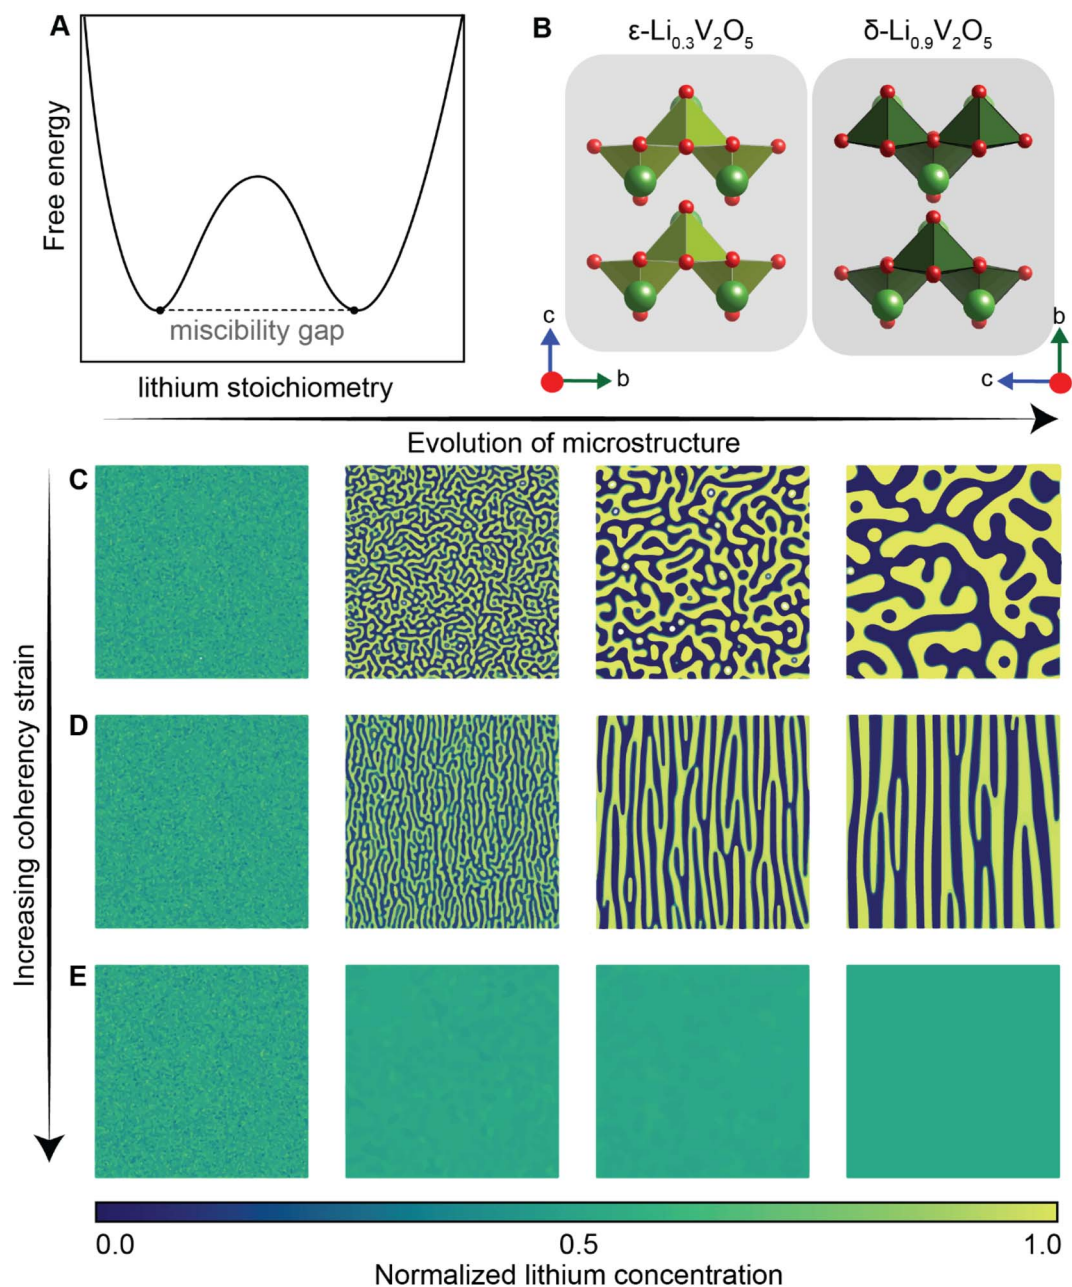 A
Free energy
miscibility gap
lithium stoichiometry
B
ε-Li₀.₃V₂O₅
δ-Li₀.₉V₂O₅
c
b
b
c
Evolution of microstructure
Increasing coherency strain
C
D
E
0.0
0.5
1.0
Normalized lithium concentration